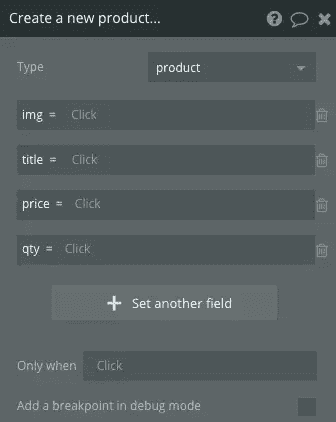 Create a new product...
Type product
img = Click
title = Click
price = Click
qty = Click
Set another field
Only when Click
Add a breakpoint in debug mode